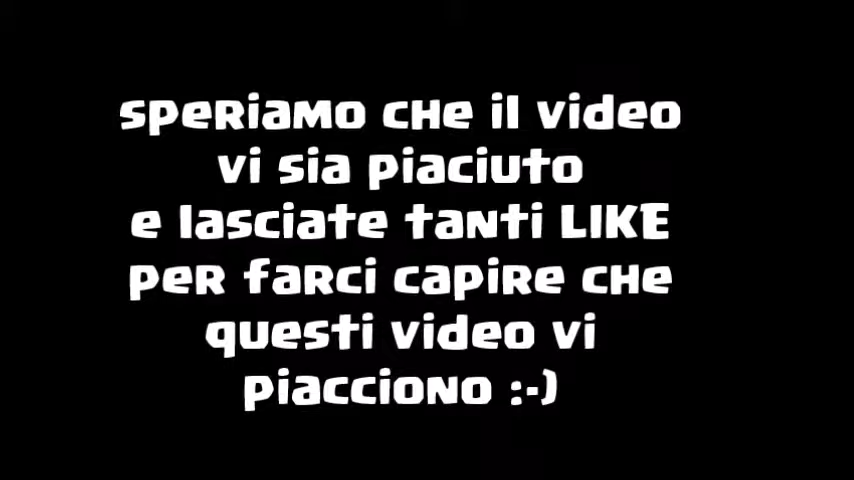 speriamo che il video
vi sia piaciuto
e lasciate tanti LIKE
per farci capire che
questi video vi
piacciono :-)